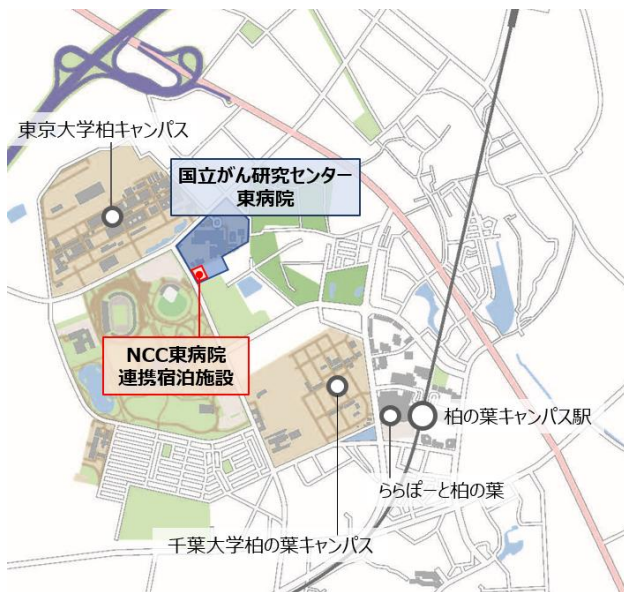 東京大学柏キャンパス
国立がん研究センター
東病院
NCC東病院
連携宿泊施設
柏の葉キャンパス駅
ららぽーと柏の葉
千葉大学柏の葉キャンパス